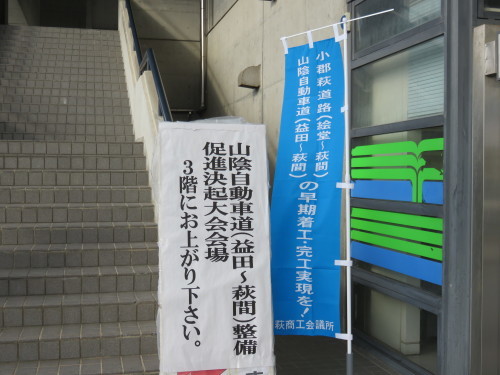 山陰自動車道(益田~萩間)整備
促進決起大会会場
3階にお上がり下さい。
小郡萩道路(絵堂~萩間)
山陰自動車道(益田~萩間)
の早期着工・完工実現を!
萩商工会議所